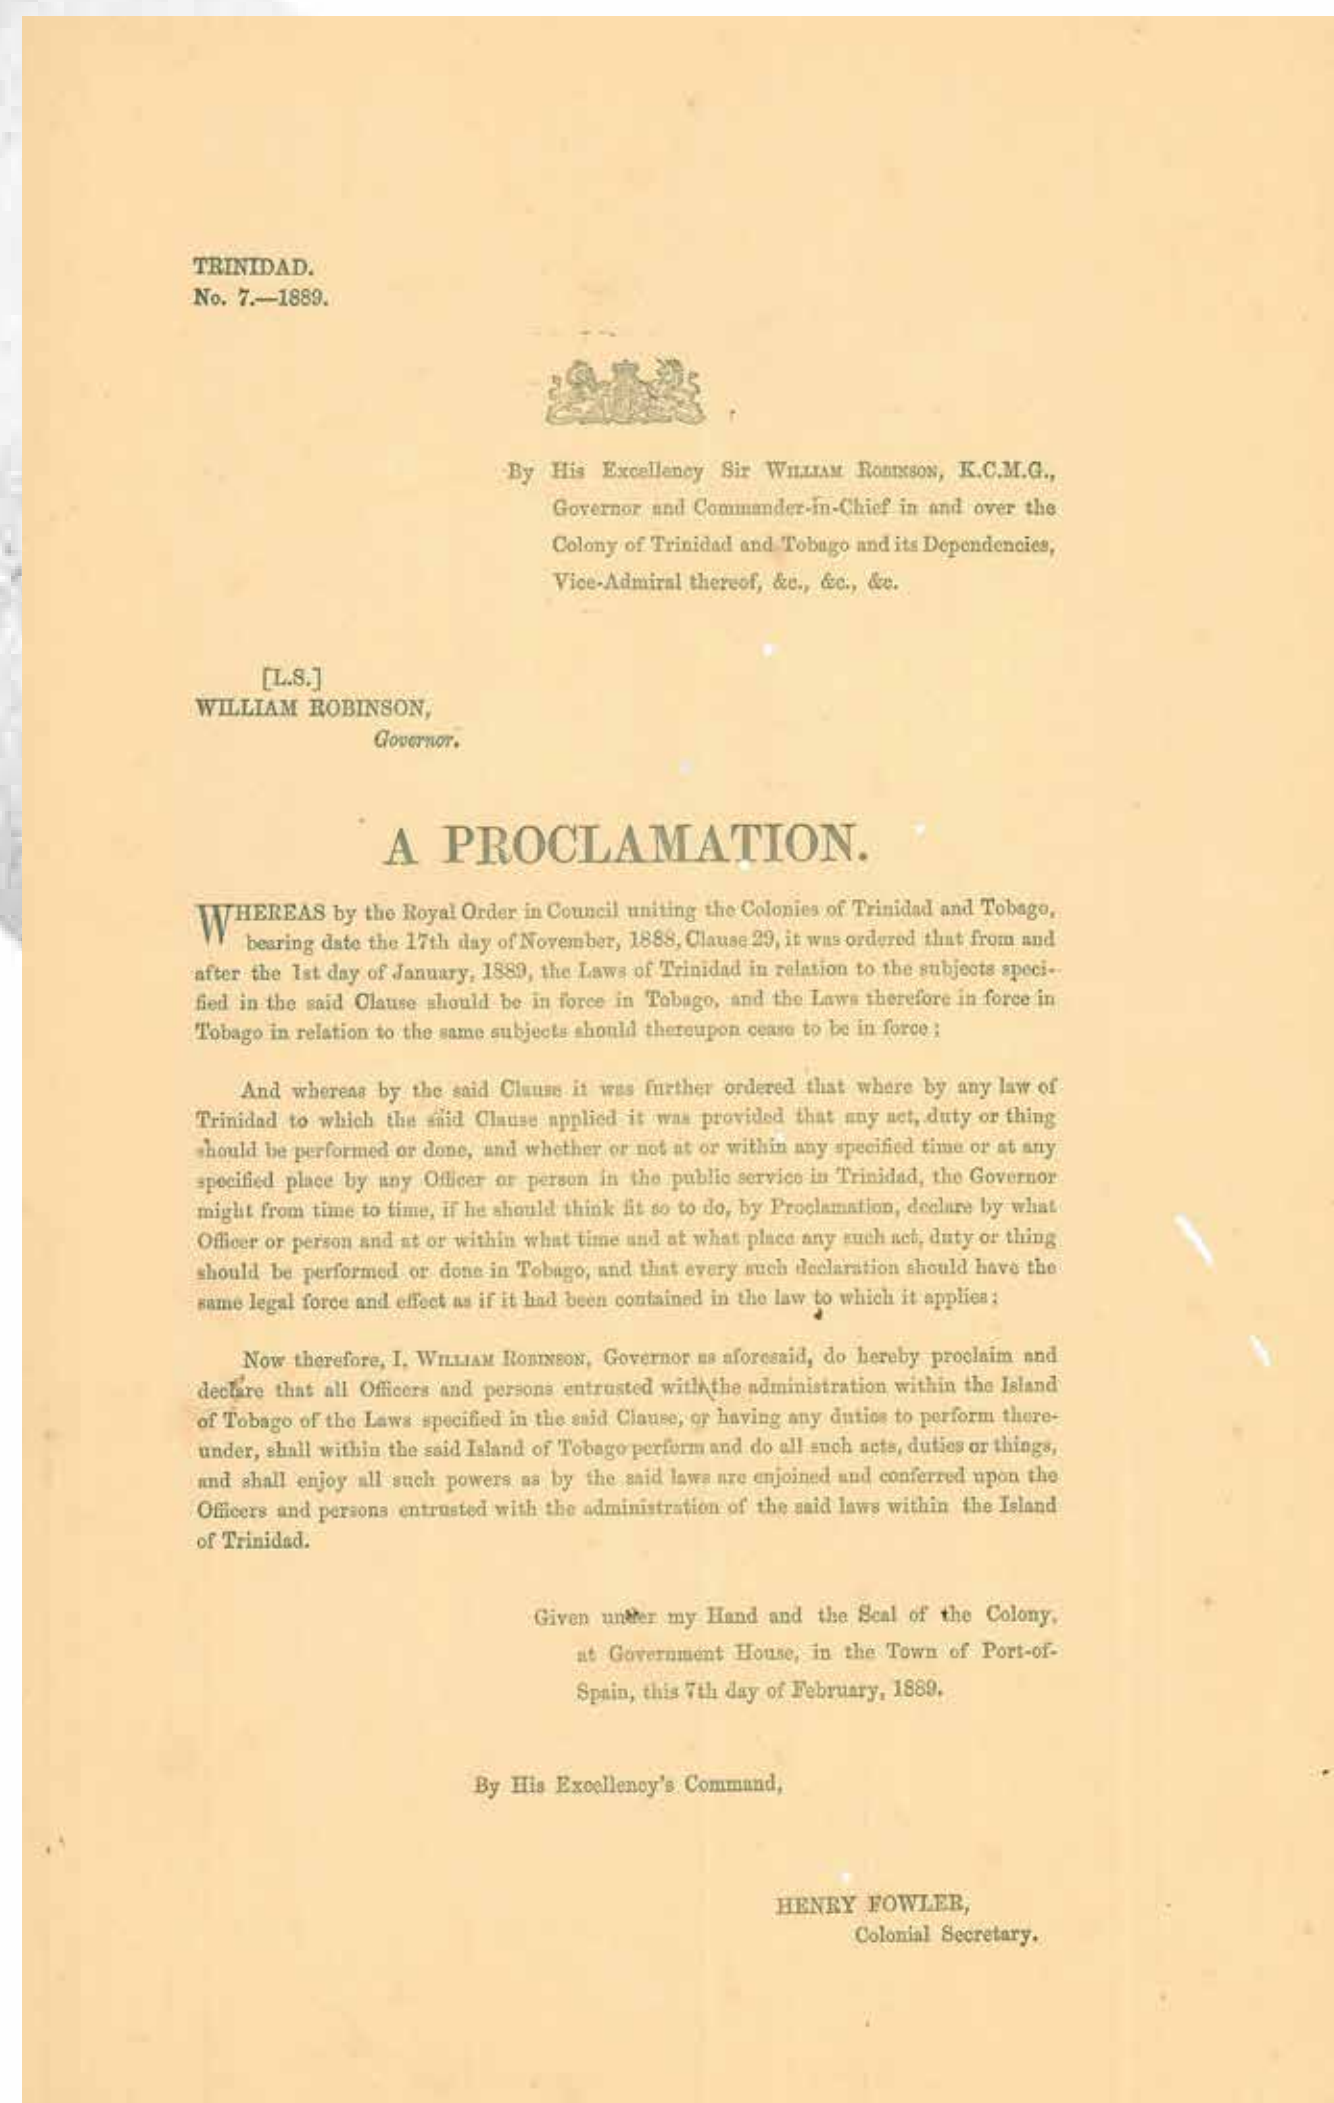 TRINIDAD.
No. 7.—1889.
By His Excellency Sir WILLIAM ROBINSON, K.C.M.G.,
Governor and Commander-in-Chief in and over the
Colony of Trinidad and Tobago and its Dependencies,
Vice-Admiral thereof, &c., &c., &c.
[L.S.]
WILLIAM ROBINSON,
Governor.
A PROCLAMATION.
WHEREAS by the Royal Order in Council uniting the Colonies of Trinidad and Tobago,
bearing date the 17th day of November, 1888, Clause 29, it was ordered that from and
after the 1st day of January, 1889, the Laws of Trinidad in relation to the subjects speci-
fied in the said Clause should be in force in Tobago, and the Laws therefore in force in
Tobago in relation to the same subjects should thereupon cease to be in force ;
And whereas by the said Clause it was further ordered that where by any law of
Trinidad to which the said Clause applied it was provided that any act, duty or thing
should be performed or done, and whether or not at or within any specified time or at any
specified place by any Officer or person in the public service in Trinidad, the Governor
might from time to time, if he should think fit so to do, by Proclamation, declare by what
Officer or person and at or within what time and at what place any such act, duty or thing
should be performed or done in Tobago, and that every such declaration should have the
same legal force and effect as if it had been contained in the law to which it applies ;
Now therefore, I, WILLIAM ROBINSON, Governor as aforesaid, do hereby proclaim and
declare that all Officers and persons entrusted with the administration within the Island
of Tobago of the Laws specified in the said Clause, or having any duties to perform there-
under, shall within the said Island of Tobago perform and do all such acts, duties or things,
and shall enjoy all such powers as by the said laws are enjoined and conferred upon the
Officers and persons entrusted with the administration of the said laws within the Island
of Trinidad.
Given under my Hand and the Seal of the Colony,
at Government House, in the Town of Port-of-
Spain, this 7th day of February, 1889.
By His Excellency's Command,
HENRY FOWLER,
Colonial Secretary.